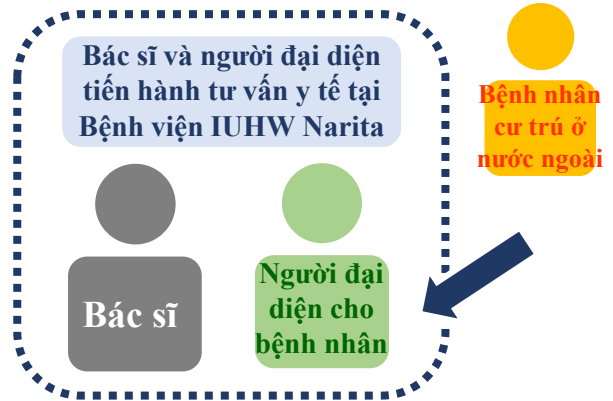 Bác sĩ và người đại diện
tiến hành tư vấn y tế tại
Bệnh viện IUHW Narita
Bệnh nhân
cư trú ở
nước ngoài
Bác sĩ
Người đại
diện cho
bệnh nhân